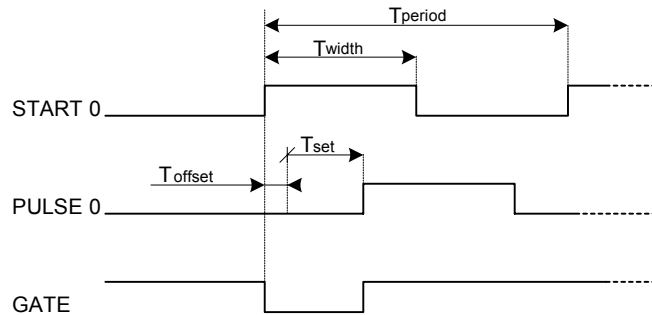 Tperiod
Twidth
START 0
Tset
Toffset
PULSE 0
GATE